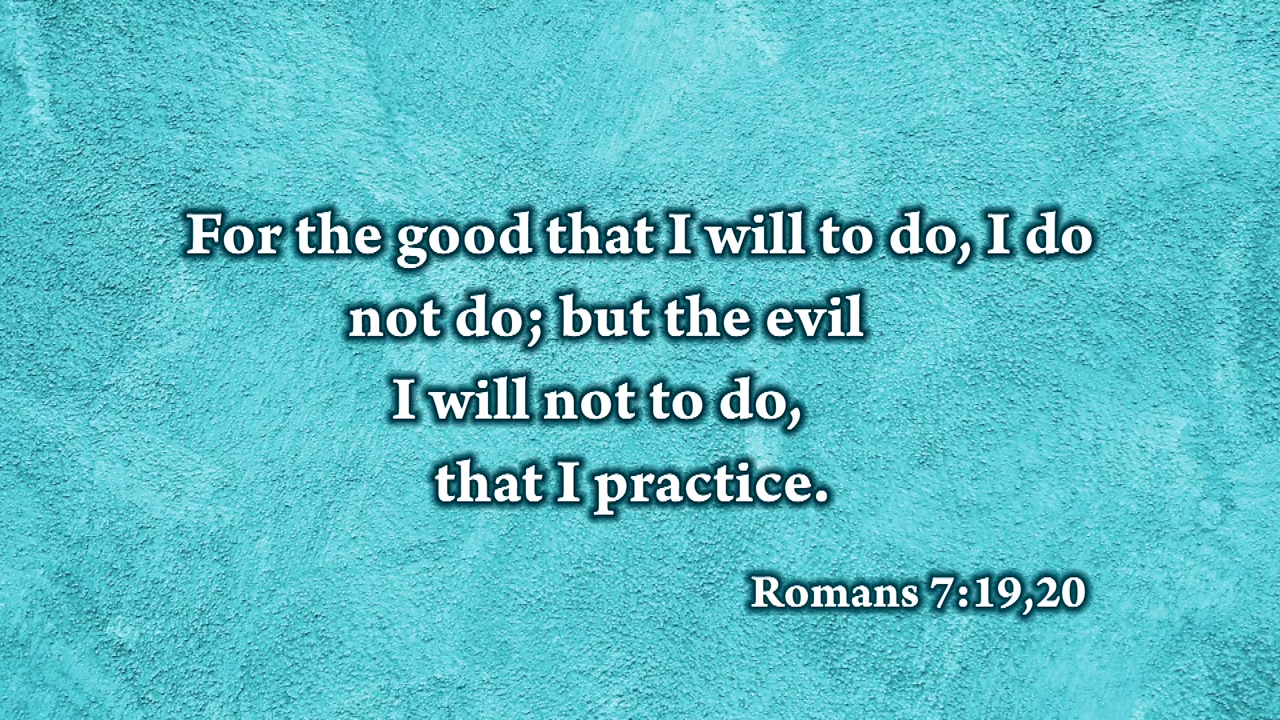 For the good that I will to do, I do
not do; but the evil
I will not to do,
that I practice.
Romans 7:19,20